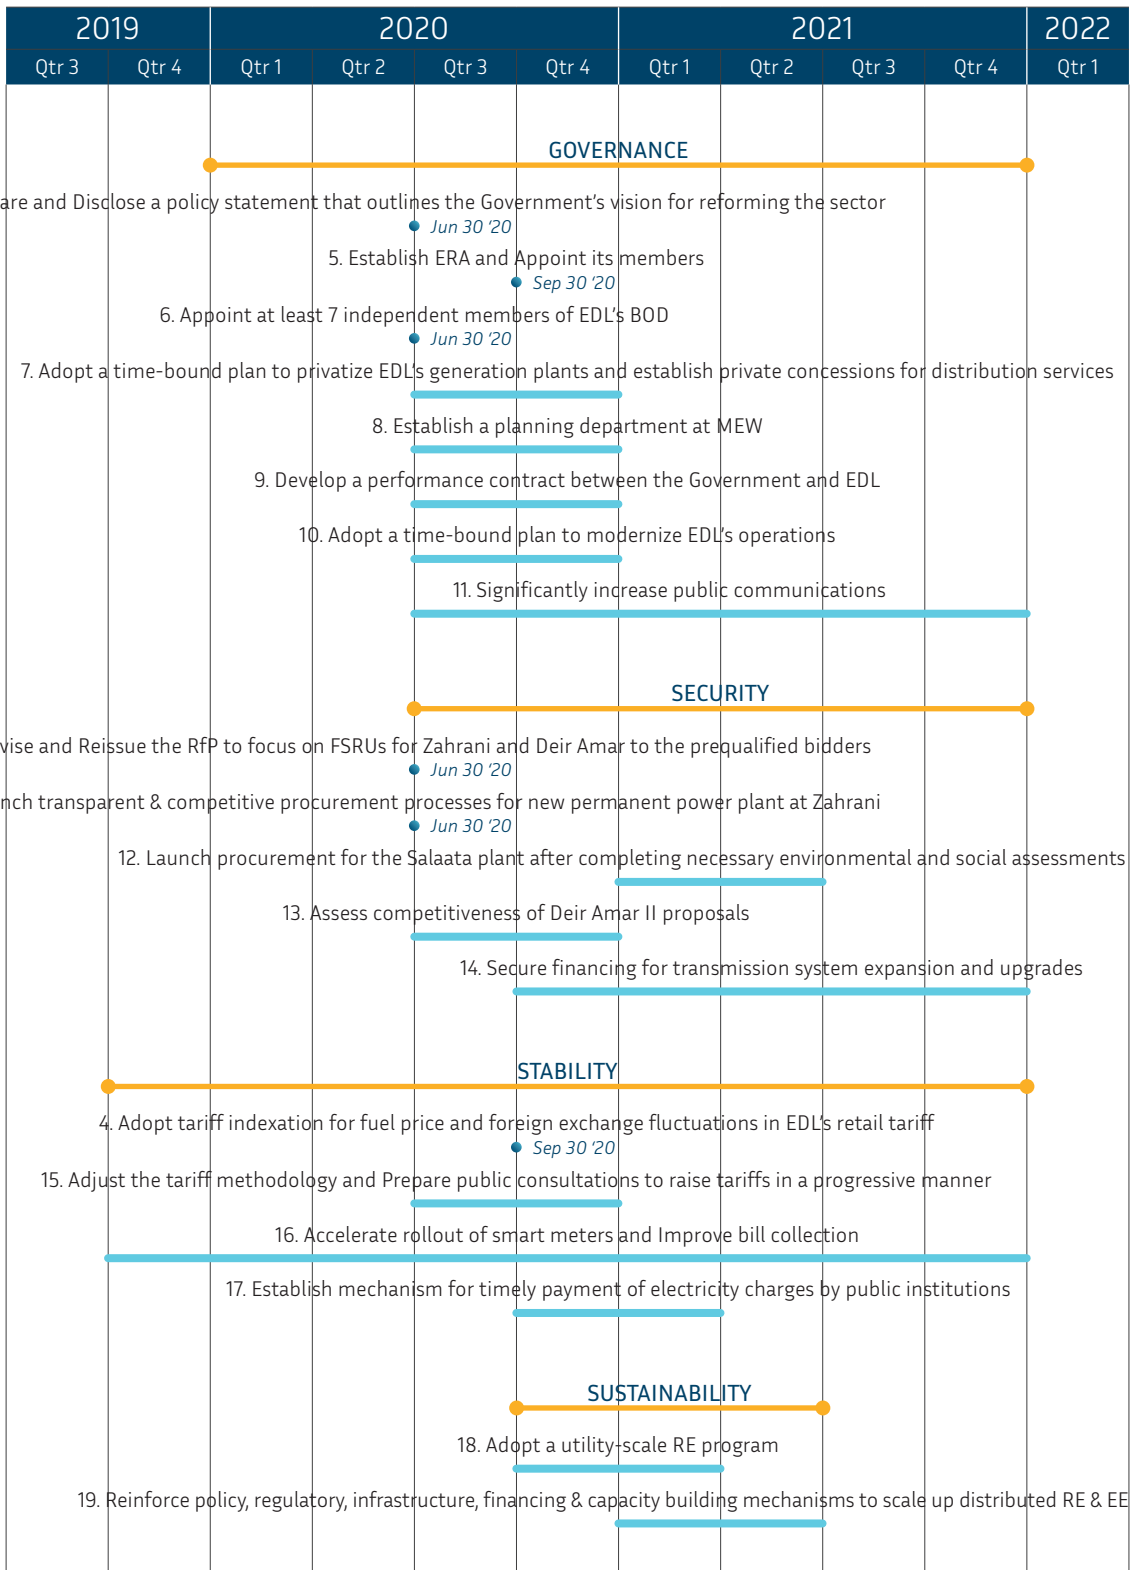 2019 2020 2021 2022
Qtr 3 Qtr 4 Qtr 1 Qtr 2 Qtr 3 Qtr 4 Qtr 1 Qtr 2 Qtr 3 Qtr 4 Qtr 1
GOVERNANCE
are and Disclose a policy statement that outlines the Government's vision for reforming the sector
Jun 30 '20
5. Establish ERA and Appoint its members
Sep 30 '20
6. Appoint at least 7 independent members of EDL's BOD
Jun 30 '20
7. Adopt a time-bound plan to privatize EDL's generation plants and establish private concessions for distribution services
8. Establish a planning department at MEW
9. Develop a performance contract between the Government and EDL
10. Adopt a time-bound plan to modernize EDL's operations
11. Significantly increase public communications
SECURITY
vise and Reissue the RfP to focus on FSRUs for Zahrani and Deir Amar to the prequalified bidders
Jun 30 '20
nch transparent & competitive procurement processes for new permanent power plant at Zahrani
Jun 30 '20
12. Launch procurement for the Salaata plant after completing necessary environmental and social assessments
13. Assess competitiveness of Deir Amar II proposals
14. Secure financing for transmission system expansion and upgrades
STABILITY
4. Adopt tariff indexation for fuel price and foreign exchange fluctuations in EDL's retail tariff
Sep 30 '20
15. Adjust the tariff methodology and Prepare public consultations to raise tariffs in a progressive manner
16. Accelerate rollout of smart meters and Improve bill collection
17. Establish mechanism for timely payment of electricity charges by public institutions
SUSTAINABILITY
18. Adopt a utility-scale RE program
19. Reinforce policy, regulatory, infrastructure, financing & capacity building mechanisms to scale up distributed RE & EE